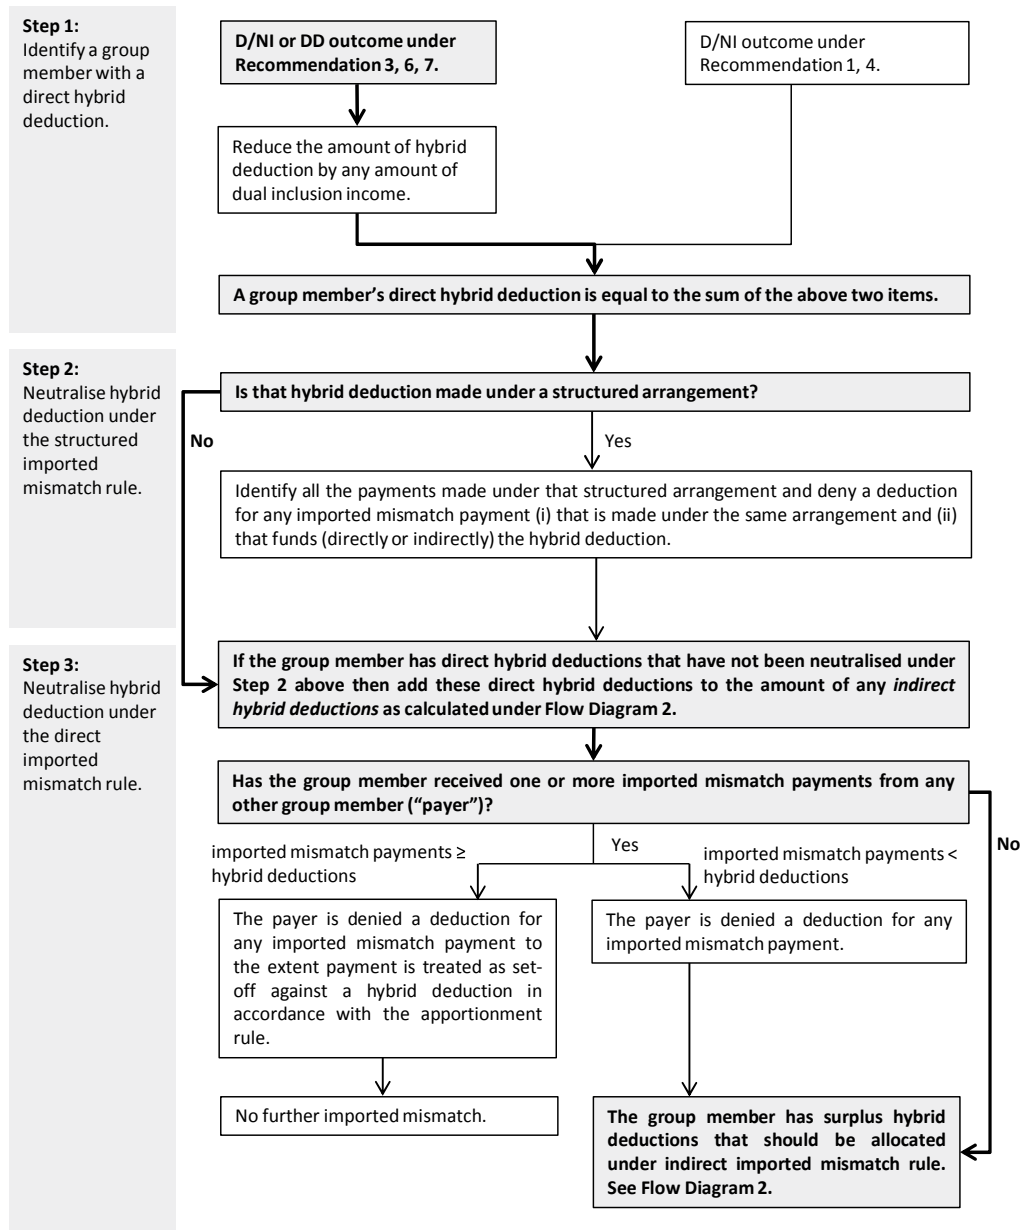 Step 1:
Identify a group
member with a
direct hybrid
deduction.
D/NI or DD outcome under
Recommendation 3, 6, 7.
D/NI outcome under
Recommendation 1, 4.
Reduce the amount of hybrid
deduction by any amount of
dual inclusion income.
A group member’s direct hybrid deduction is equal to the sum of the above two items.
Step 2:
Neutralise hybrid
deduction under
the structured
imported
mismatch rule.
Is that hybrid deduction made under a structured arrangement?
No
Yes
Identify all the payments made under that structured arrangement and deny a deduction
for any imported mismatch payment (i) that is made under the same arrangement and (ii)
that funds (directly or indirectly) the hybrid deduction.
Step 3:
Neutralise hybrid
deduction under
the direct
imported
mismatch rule.
If the group member has direct hybrid deductions that have not been neutralised under
Step 2 above then add these direct hybrid deductions to the amount of any indirect
hybrid deductions as calculated under Flow Diagram 2.
Has the group member received one or more imported mismatch payments from any
other group member (“payer”)?
No
Yes
imported mismatch payments ≥
hybrid deductions
imported mismatch payments <
hybrid deductions
The payer is denied a deduction for
any imported mismatch payment to
the extent payment is treated as set-
off against a hybrid deduction in
accordance with the apportionment
rule.
The payer is denied a deduction for any
imported mismatch payment.
No further imported mismatch.
The group member has surplus hybrid
deductions that should be allocated
under indirect imported mismatch rule.
See Flow Diagram 2.